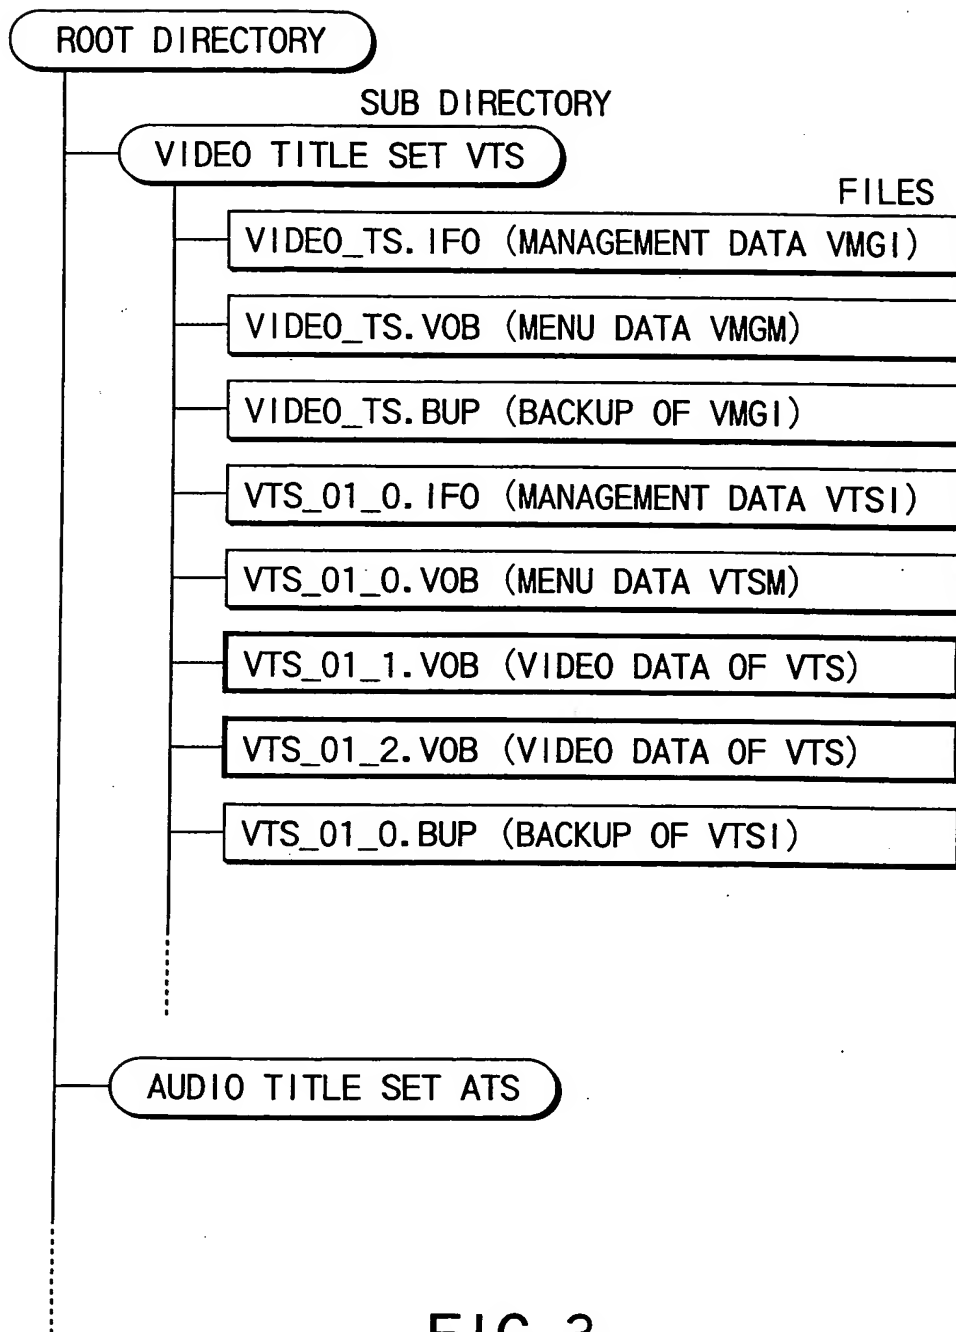 ROOT DIRECTORY
SUB DIRECTORY
VIDEO TITLE SET VTS
FILES
VIDEO_TS.IFO (MANAGEMENT DATA VMGI)
VIDEO_TS.VOB (MENU DATA VMGM)
VIDEO_TS.BUP (BACKUP OF VMGI)
VTS_01_0.IFO (MANAGEMENT DATA VTSI)
VTS_01_0.VOB (MENU DATA VTSM)
VTS_01_1.VOB (VIDEO DATA OF VTS)
VTS_01_2.VOB (VIDEO DATA OF VTS)
VTS_01_0.BUP (BACKUP OF VTSI)
AUDIO TITLE SET ATS